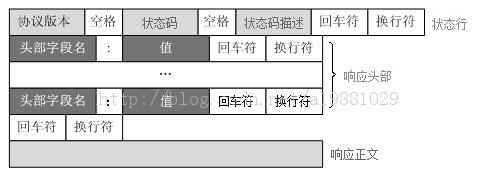 协议版本 空格 状态码 空格 状态码描述 回车符 换行符 状态行
头部字段名 : 值 回车符 换行符
… 响应头部
头部字段名 : 值 回车符 换行符
回车符 换行符
响应正文